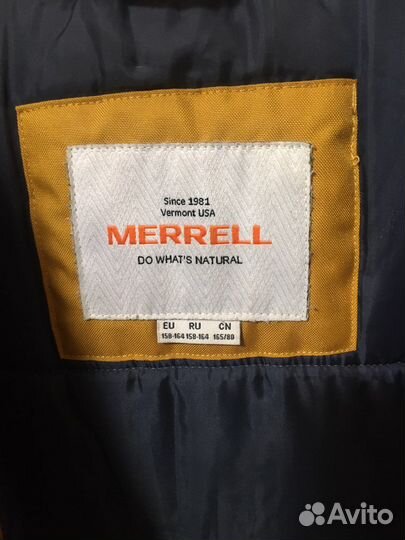 Since 1981
Vermont USA
MERRELL
DO WHAT'S NATURAL
EU RU CN
158-164 158-164 165/80
Avito